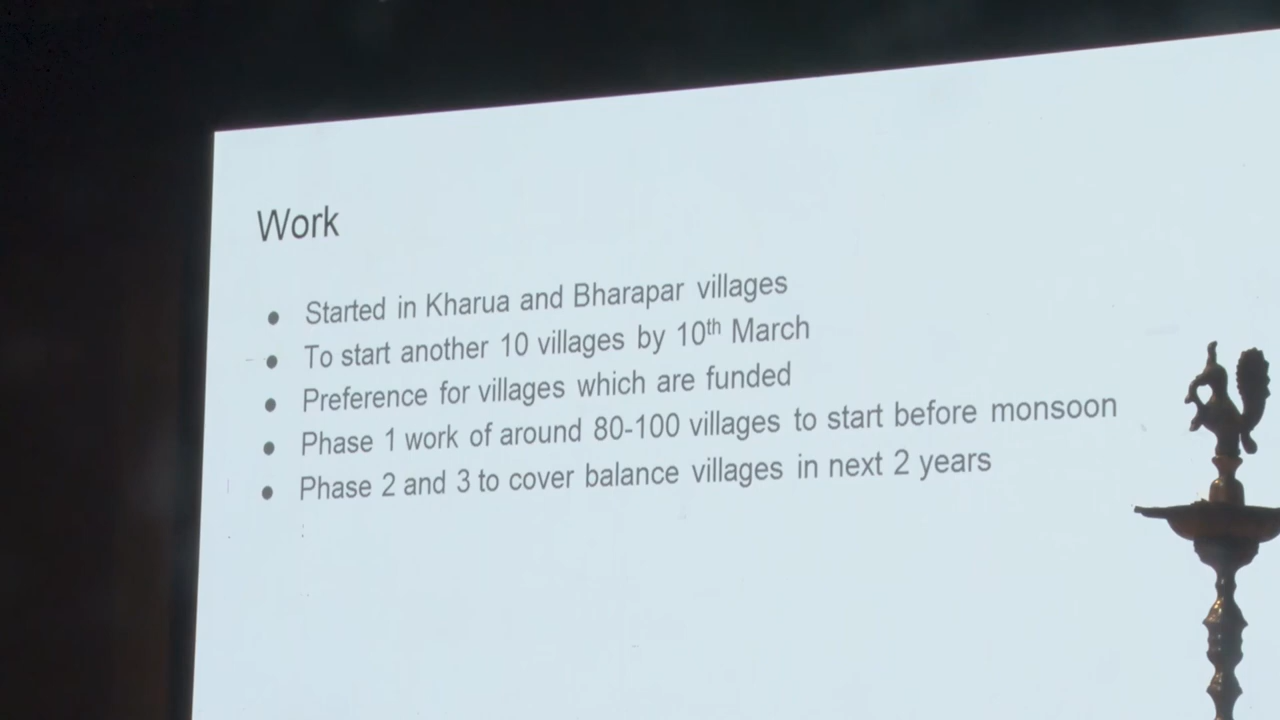 Work
● Started in Kharua and Bharapar villages
● To start another 10 villages by 10th March
● Preference for villages which are funded
● Phase 1 work of around 80-100 villages to start before monsoon
● Phase 2 and 3 to cover balance villages in next 2 years